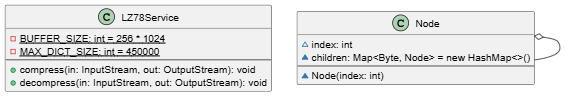 C LZ78Service
BUFFER_SIZE: int = 256 * 1024
MAX_DICT_SIZE: int = 450000
compress(in: InputStream, out: OutputStream): void
decompress(in: InputStream, out: OutputStream): void
C Node
index: int
children: Map<Byte, Node> = new HashMap<>()
Node(index: int)